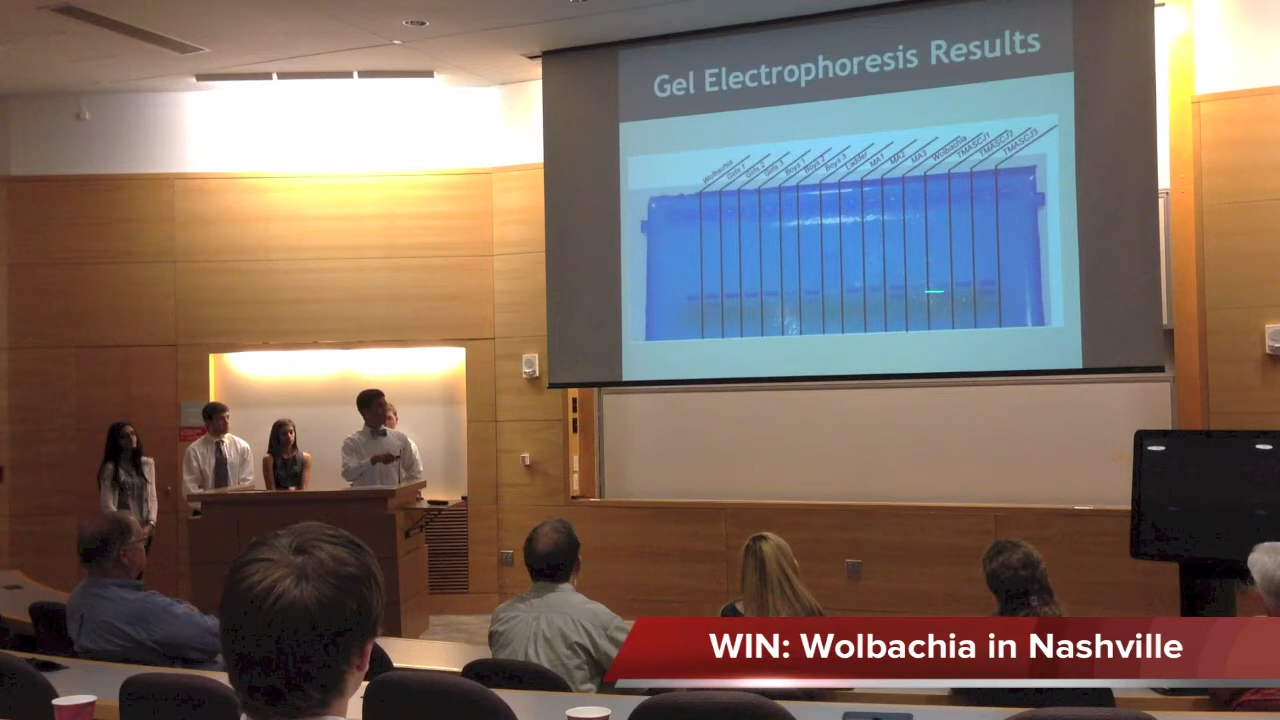 Gel Electrophoresis Results
Wolbachia
Girls 1
Girls 2
Girls 3
Boys 1
Boys 2
Boys 3
Ladder
MA1
MA2
MA3
Wolbachia
TMASCJ1
TMASCJ2
TMASCJ3
WIN: Wolbachia in Nashville